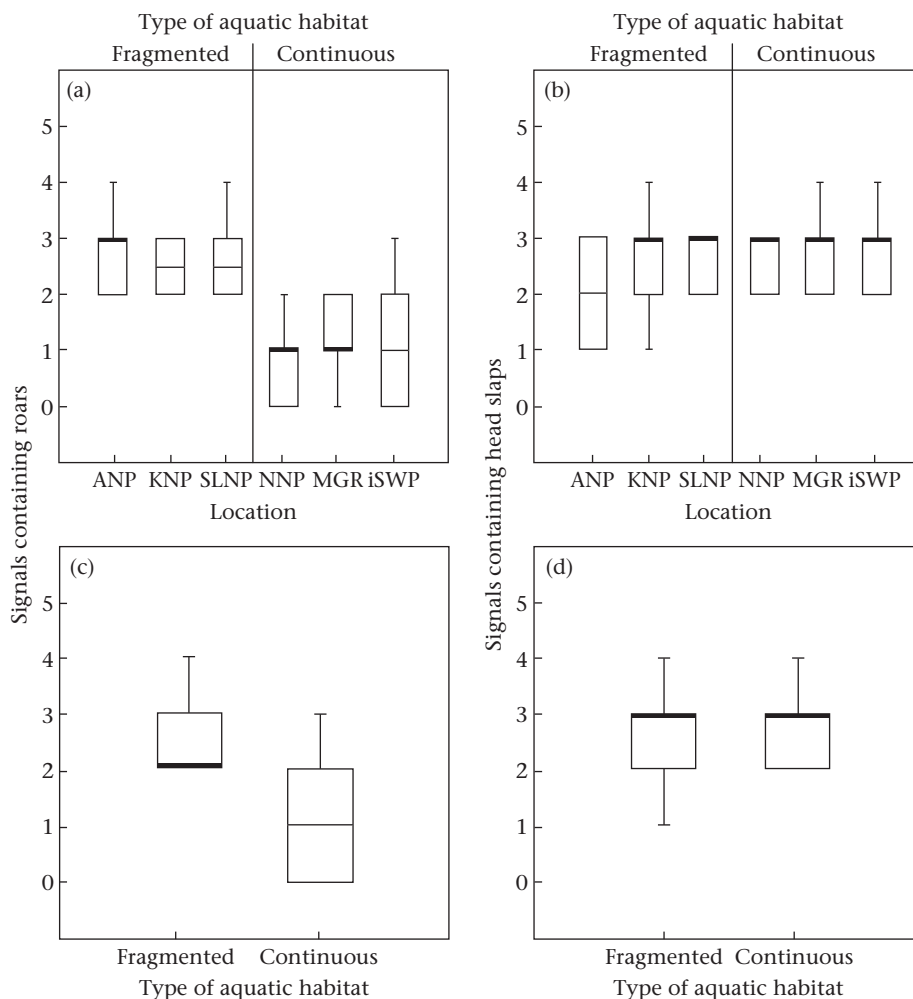 Type of aquatic habitat
Fragmented Continuous
(a)
5
4
3
2
1
0
ANP KNP SLNP NNP MGR iSWP
Location
Type of aquatic habitat
Fragmented Continuous
(b)
5
4
3
2
1
0
ANP KNP SLNP NNP MGR iSWP
Location
Signals containing roars
Signals containing head slaps
(c)
5
4
3
2
1
0
Fragmented Continuous
Type of aquatic habitat
(d)
5
4
3
2
1
0
Fragmented Continuous
Type of aquatic habitat